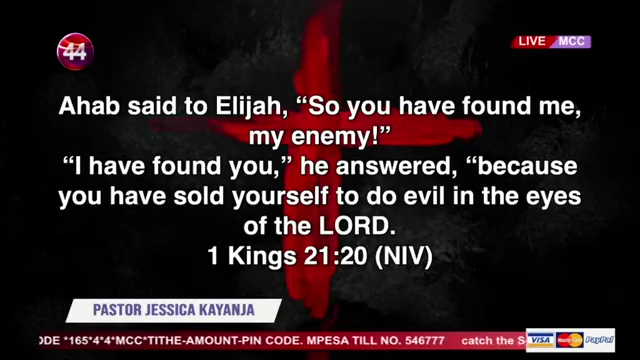 44
LIVE MCC
Ahab said to Elijah, “So you have found me,
my enemy!”
“I have found you,” he answered, “because
you have sold yourself to do evil in the eyes
of the LORD.
1 Kings 21:20 (NIV)
PASTOR JESSICA KAYANJA
ODE *165*4*4*MCC*TITHE-AMOUNT-PIN CODE. MPESA TILL NO. 546777 catch the S
VISA MasterCard PayPal